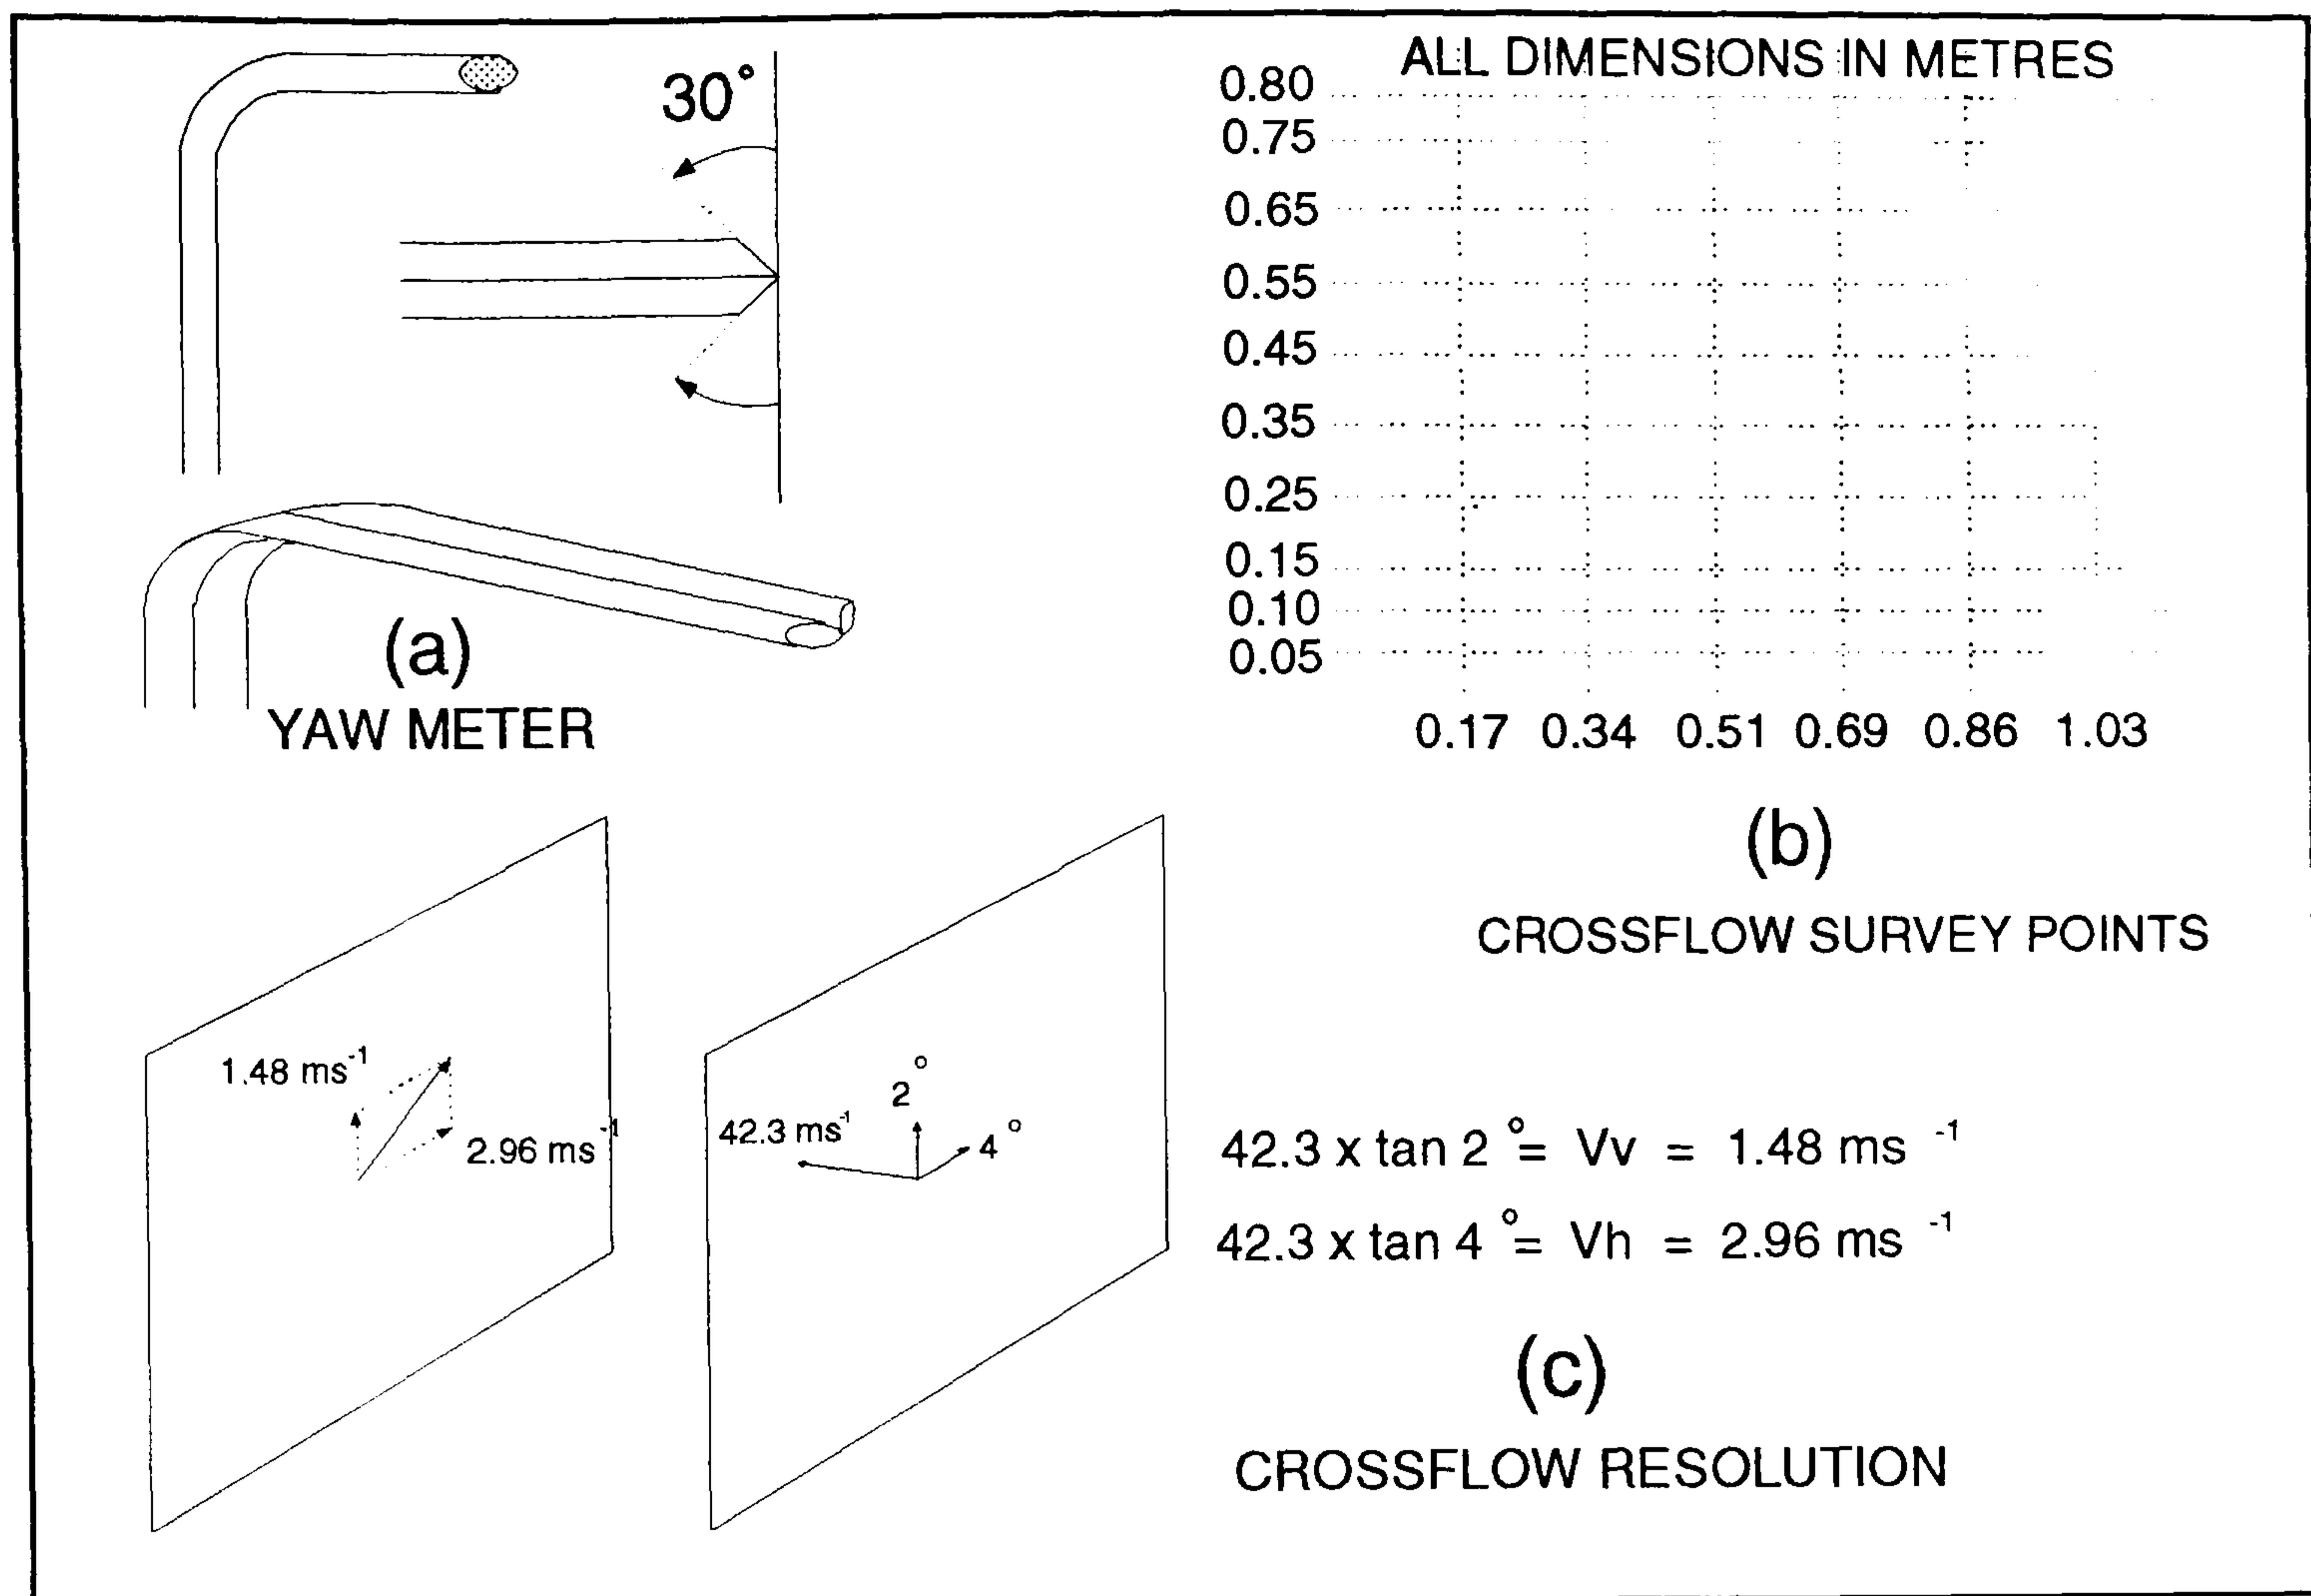 30°
(a)
YAW METER
ALL DIMENSIONS IN METRES
0.80
0.75
0.65
0.55
0.45
0.35
0.25
0.15
0.10
0.05
0.17 0.34 0.51 0.69 0.86 1.03
(b)
CROSSFLOW SURVEY POINTS
1.48 ms⁻¹
2.96 ms⁻¹
42.3 ms⁻¹
2°
4°
42.3 x tan 2° = Vv = 1.48 ms⁻¹
42.3 x tan 4° = Vh = 2.96 ms⁻¹
(c)
CROSSFLOW RESOLUTION